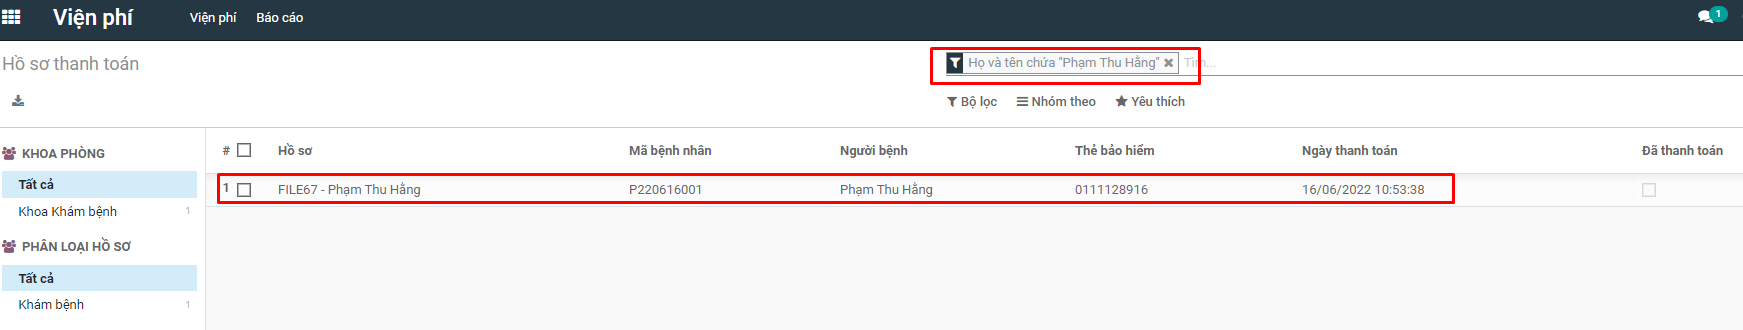 Viện phí Viện phí Báo cáo 1
Hồ sơ thanh toán
Họ và tên chứa "Phạm Thu Hằng" ✖ Tìm...
Bộ lọc Nhóm theo Yêu thích
KHOA PHÒNG
Tất cả
Khoa Khám bệnh 1
PHÂN LOẠI HỒ SƠ
Tất cả
Khám bệnh 1
# Hồ sơ Mã bệnh nhân Người bệnh Thẻ bảo hiểm Ngày thanh toán Đã thanh toán
1 FILE67 - Phạm Thu Hằng P220616001 Phạm Thu Hằng 0111128916 16/06/2022 10:53:38